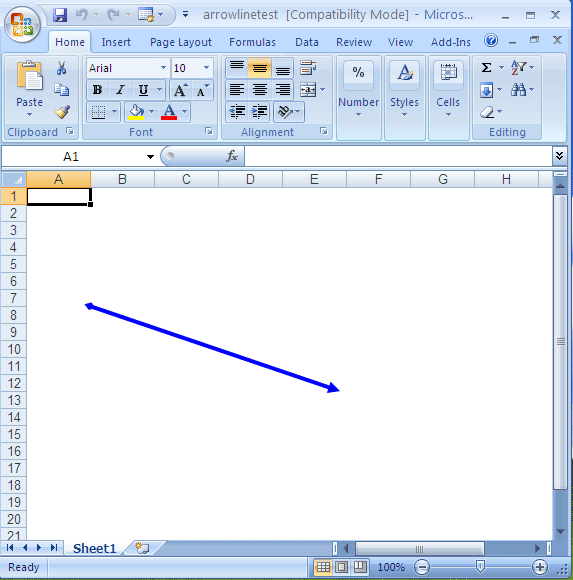 arrowlinetest [Compatibility Mode] - Micros...
Home Insert Page Layout Formulas Data Review View Add-Ins
Arial 10
Paste B I U A A % A
A Number Styles Cells Σ
Clipboard Font Alignment Editing
A1 fx
A B C D E F G H
1
2
3
4
5
6
7
8
9
10
11
12
13
14
15
16
17
18
19
20
21
Sheet1
Ready 100%